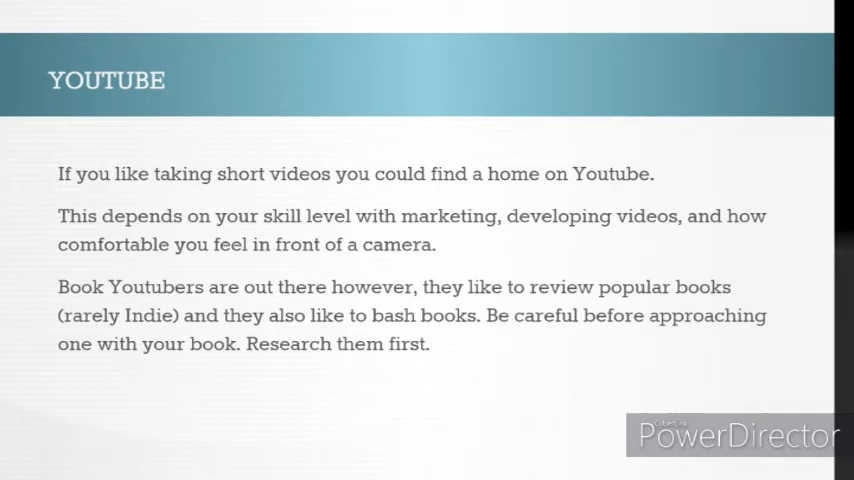 YOUTUBE
If you like taking short videos you could find a home on Youtube.
This depends on your skill level with marketing, developing videos, and how
comfortable you feel in front of a camera.
Book Youtubers are out there however, they like to review popular books
(rarely Indie) and they also like to bash books. Be careful before approaching
one with your book. Research them first.
CyberLink
PowerDirector